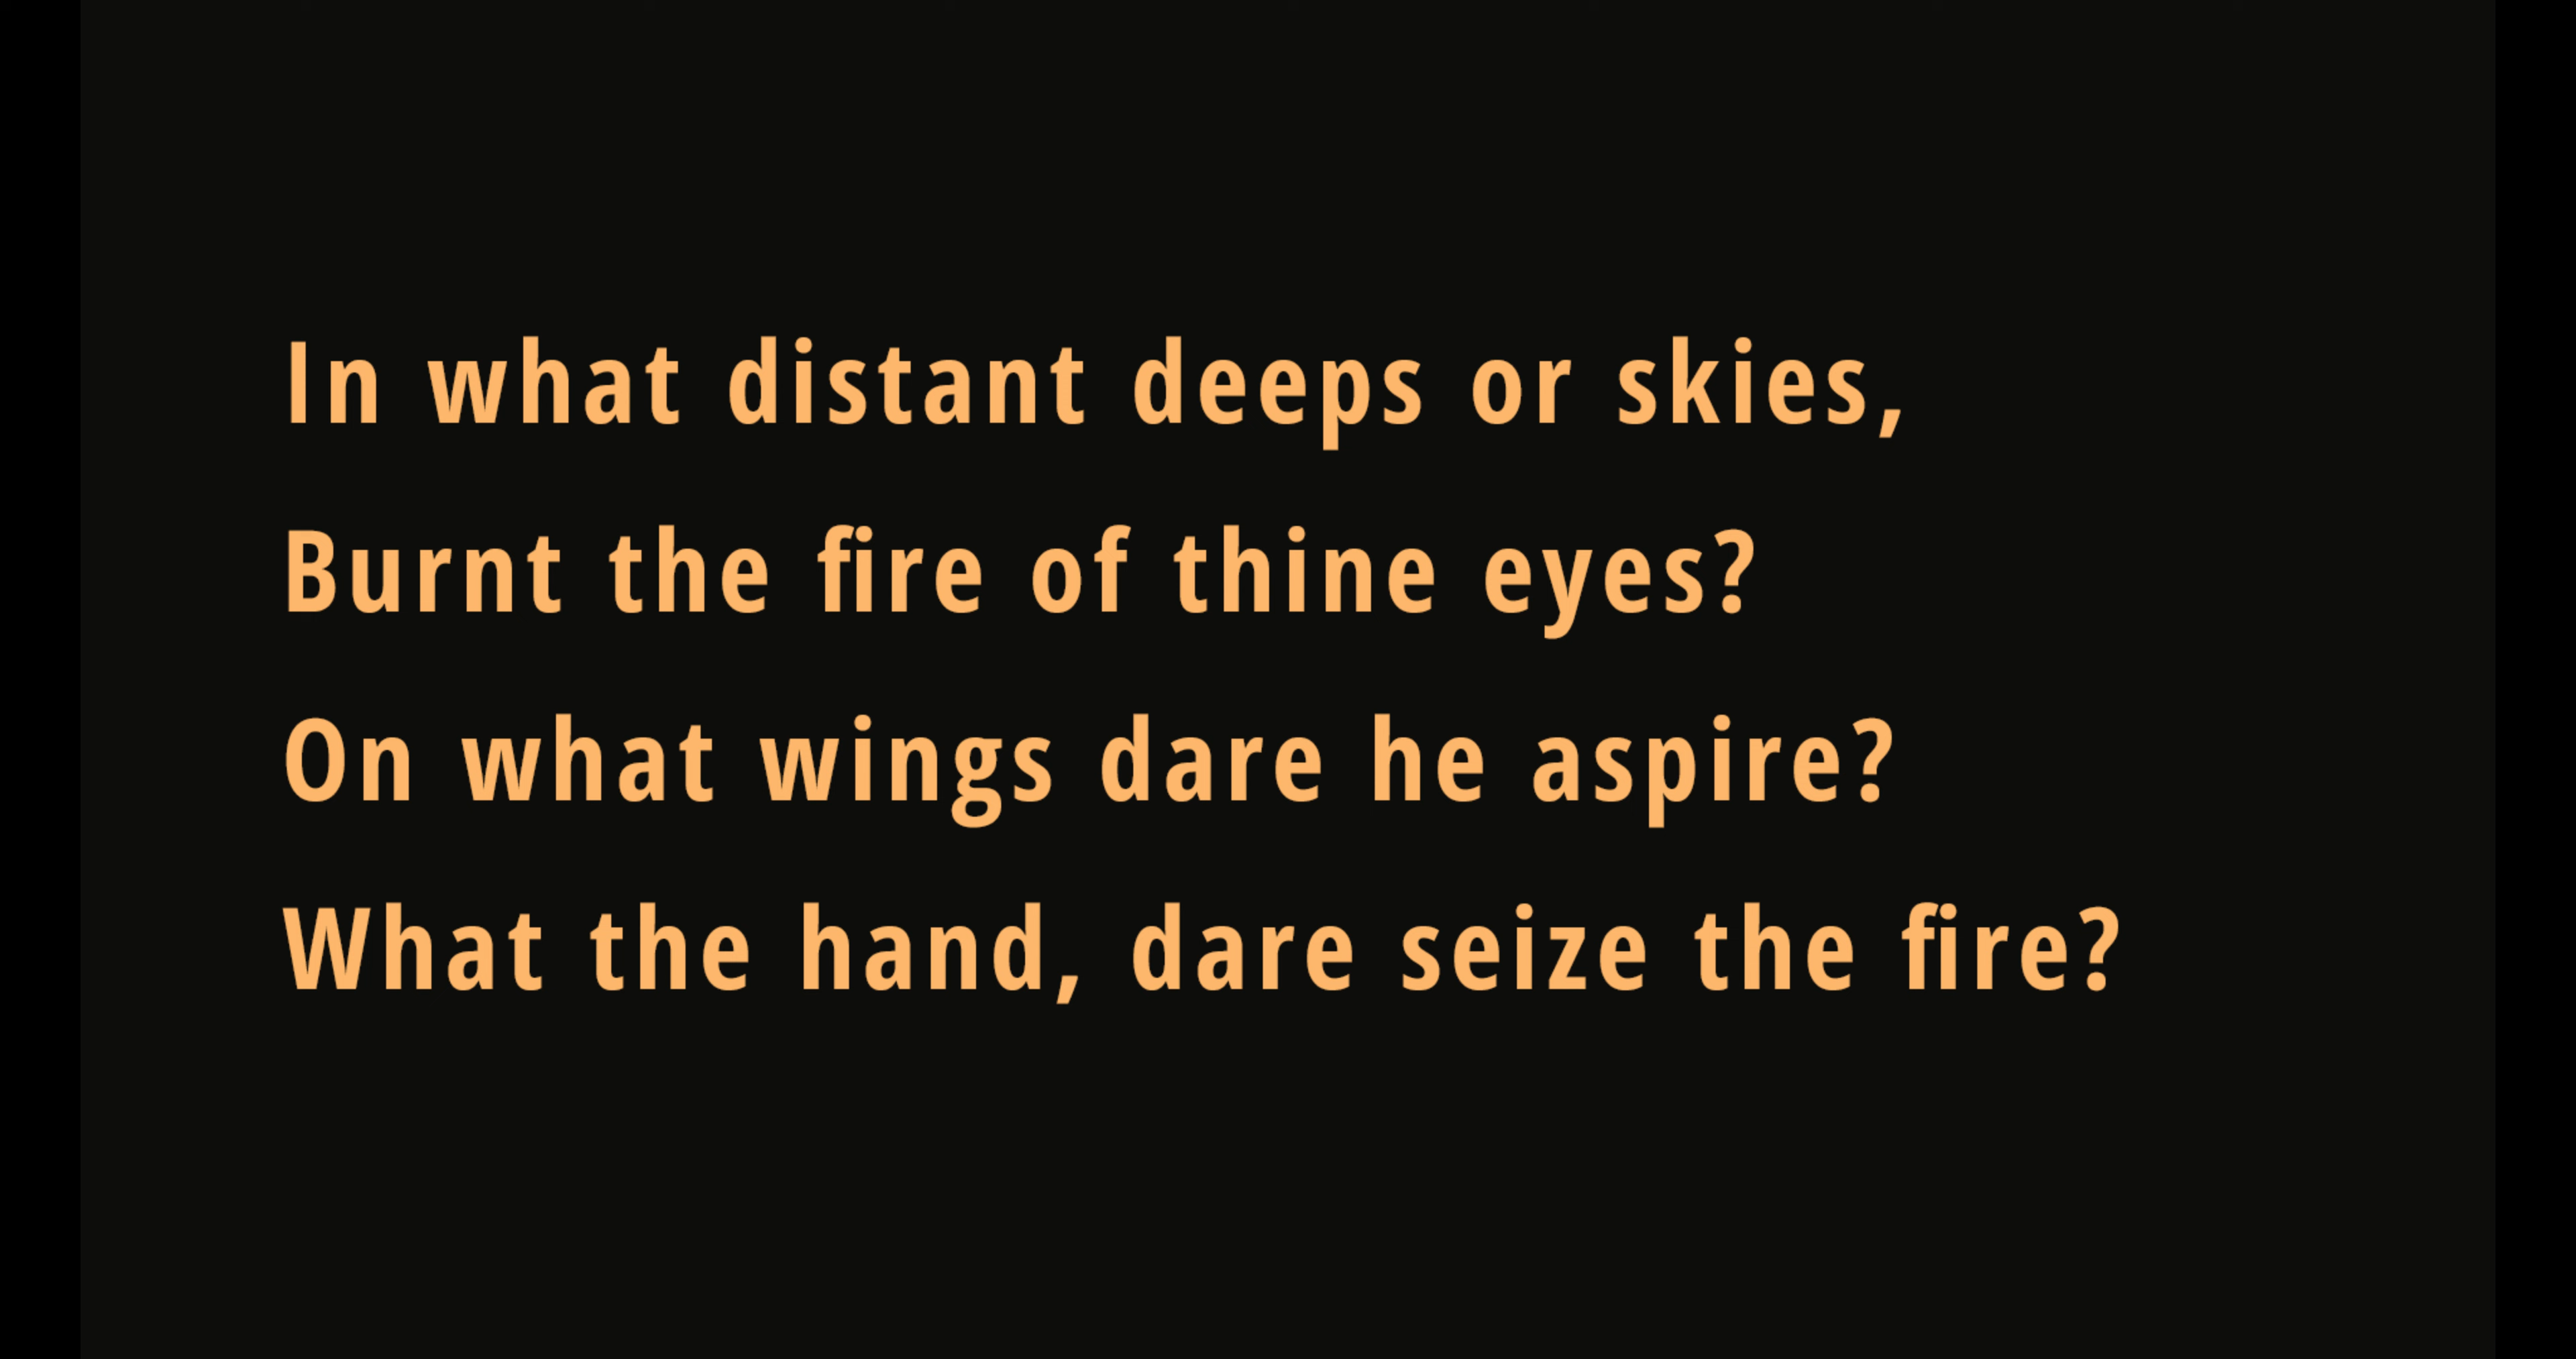 In what distant deeps or skies,
Burnt the fire of thine eyes?
On what wings dare he aspire?
What the hand, dare seize the fire?